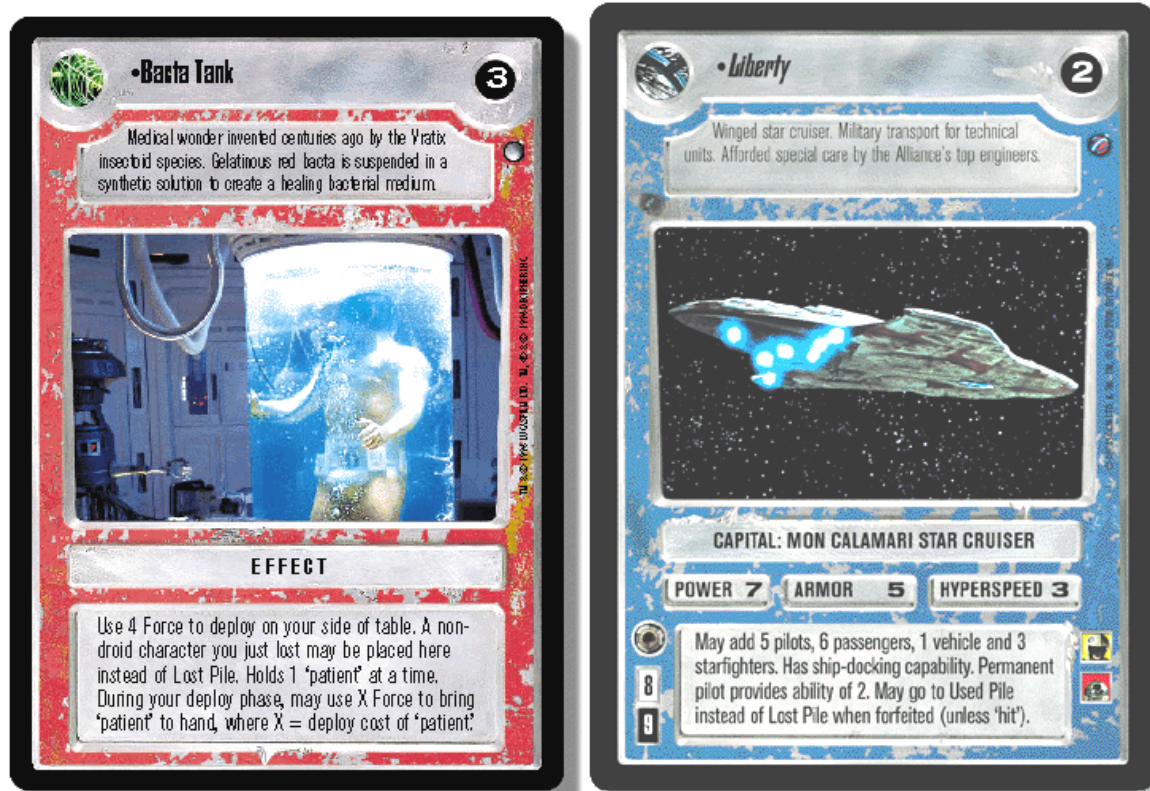 •Bacta Tank
3
Medical wonder invented centuries ago by the Vratix
insectoid species. Gelatinous red bacta is suspended in a
synthetic solution to create a healing bacterial medium.
EFFECT
Use 4 Force to deploy on your side of table. A non-
droid character you just lost may be placed here
instead of Lost Pile. Holds 1 ‘patient’ at a time.
During your deploy phase, may use X Force to bring
‘patient’ to hand, where X = deploy cost of ‘patient.’
•Liberty
2
Winged star cruiser. Military transport for technical
units. Afforded special care by the Alliance's top engineers.
CAPITAL: MON CALAMARI STAR CRUISER
POWER 7 ARMOR 5 HYPERSPEED 3
May add 5 pilots, 6 passengers, 1 vehicle and 3
starfighters. Has ship-docking capability. Permanent
pilot provides ability of 2. May go to Used Pile
instead of Lost Pile when forfeited (unless ‘hit’).
8
9